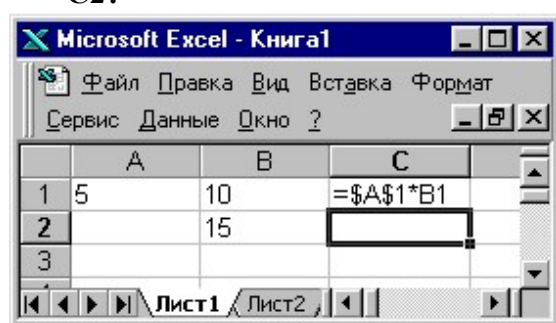 C2?
Microsoft Excel - Книга1
Файл Правка Вид Вставка Формат
Сервис Данные Окно ?
A B C
1 5 10 =$A$1*B1
2 15
3
Лист1 Лист2